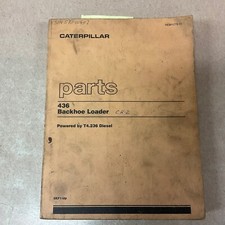 CATERPILLAR
parts
436
Backhoe Loader
Powered by T4.236 Diesel